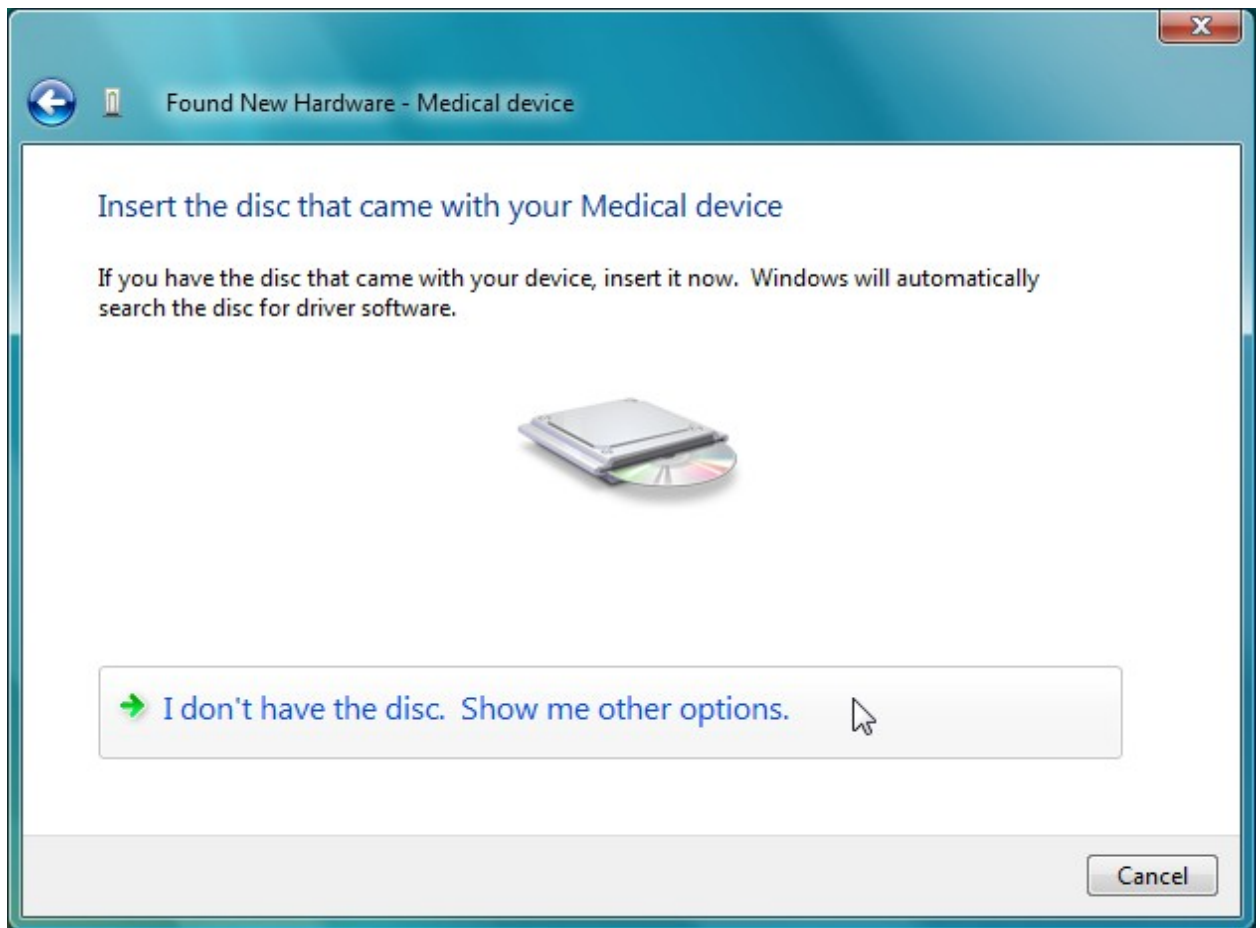 Found New Hardware - Medical device
Insert the disc that came with your Medical device
If you have the disc that came with your device, insert it now.  Windows will automatically
search the disc for driver software.
I don't have the disc.  Show me other options.
Cancel